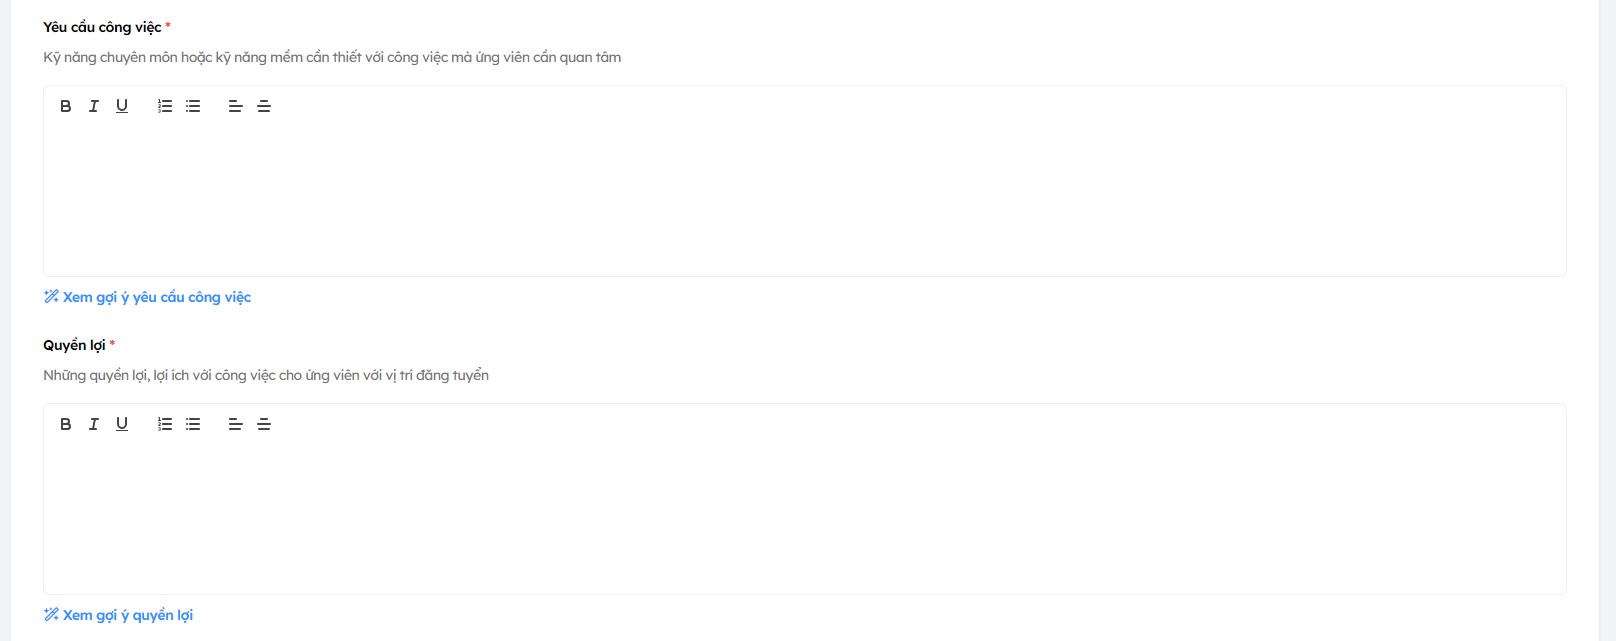 Yêu cầu công việc *
Kỹ năng chuyên môn hoặc kỹ năng mềm cần thiết với công việc mà ứng viên cần quan tâm
B I U
Xem gợi ý yêu cầu công việc
Quyền lợi *
Những quyền lợi, lợi ích với công việc cho ứng viên với vị trí đăng tuyển
B I U
Xem gợi ý quyền lợi